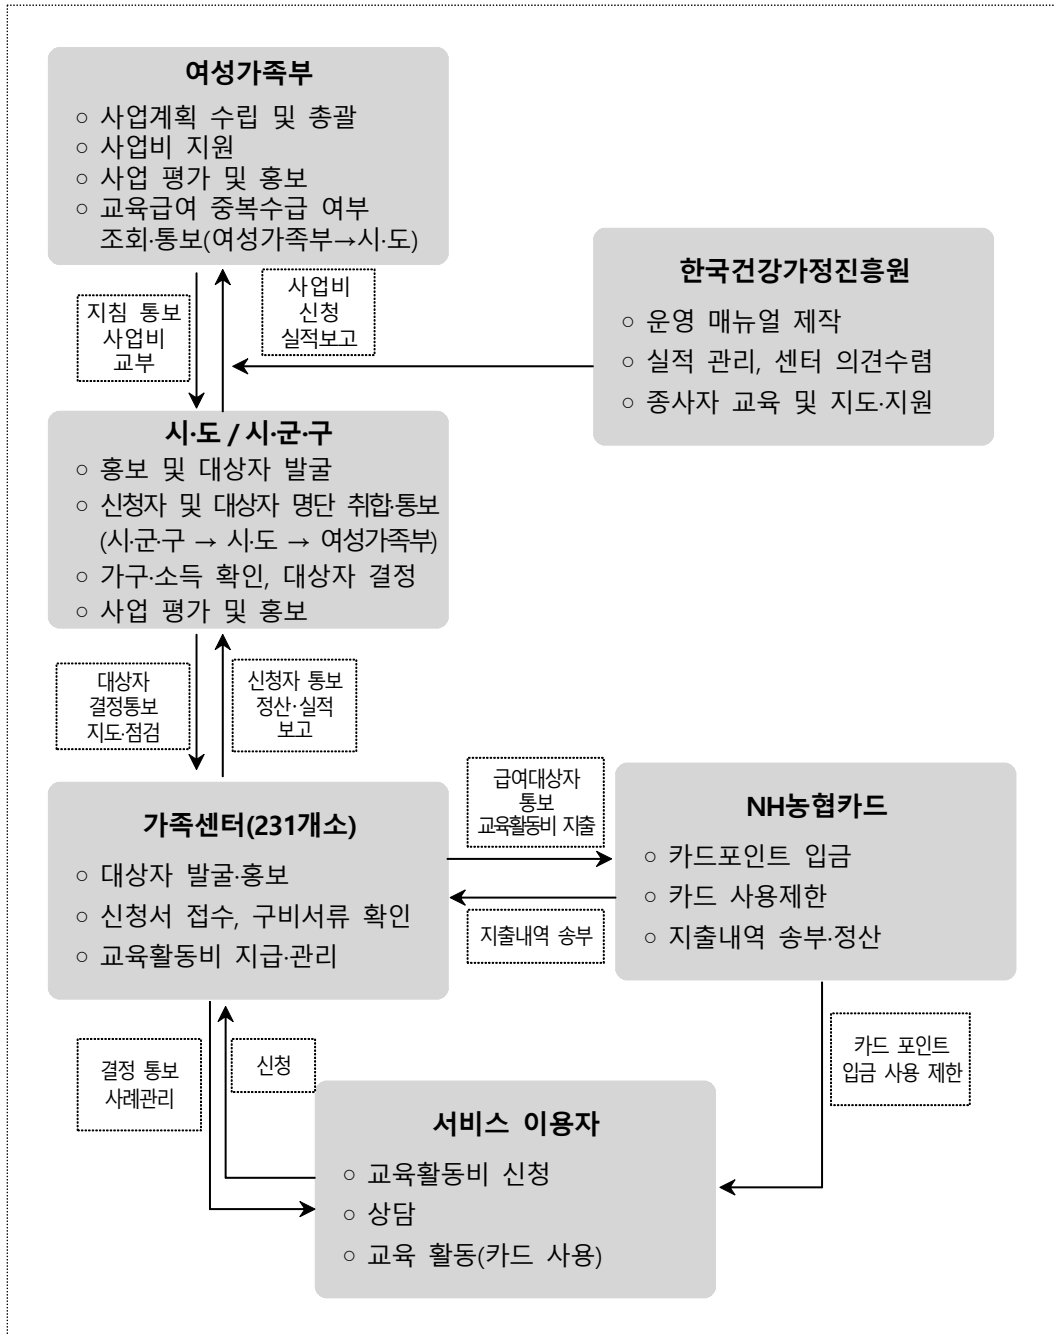 여성가족부
○ 사업계획 수립 및 총괄
○ 사업비 지원
○ 사업 평가 및 홍보
○ 교육급여 중복수급 여부
조회·통보(여성가족부→시·도)
지침 통보
사업비
교부
사업비
신청
실적보고
한국건강가정진흥원
○ 운영 매뉴얼 제작
○ 실적 관리, 센터 의견수렴
○ 종사자 교육 및 지도·지원
시·도 / 시·군·구
○ 홍보 및 대상자 발굴
○ 신청자 및 대상자 명단 취합·통보
(시·군·구 → 시·도 → 여성가족부)
○ 가구·소득 확인, 대상자 결정
○ 사업 평가 및 홍보
대상자
결정통보
지도·점검
신청자 통보
정산·실적
보고
가족센터(231개소)
○ 대상자 발굴·홍보
○ 신청서 접수, 구비서류 확인
○ 교육활동비 지급·관리
급여대상자
통보
교육활동비 지출
지출내역 송부
NH농협카드
○ 카드포인트 입금
○ 카드 사용제한
○ 지출내역 송부·정산
결정 통보
사례관리
신청
카드 포인트
입금 사용 제한
서비스 이용자
○ 교육활동비 신청
○ 상담
○ 교육 활동(카드 사용)